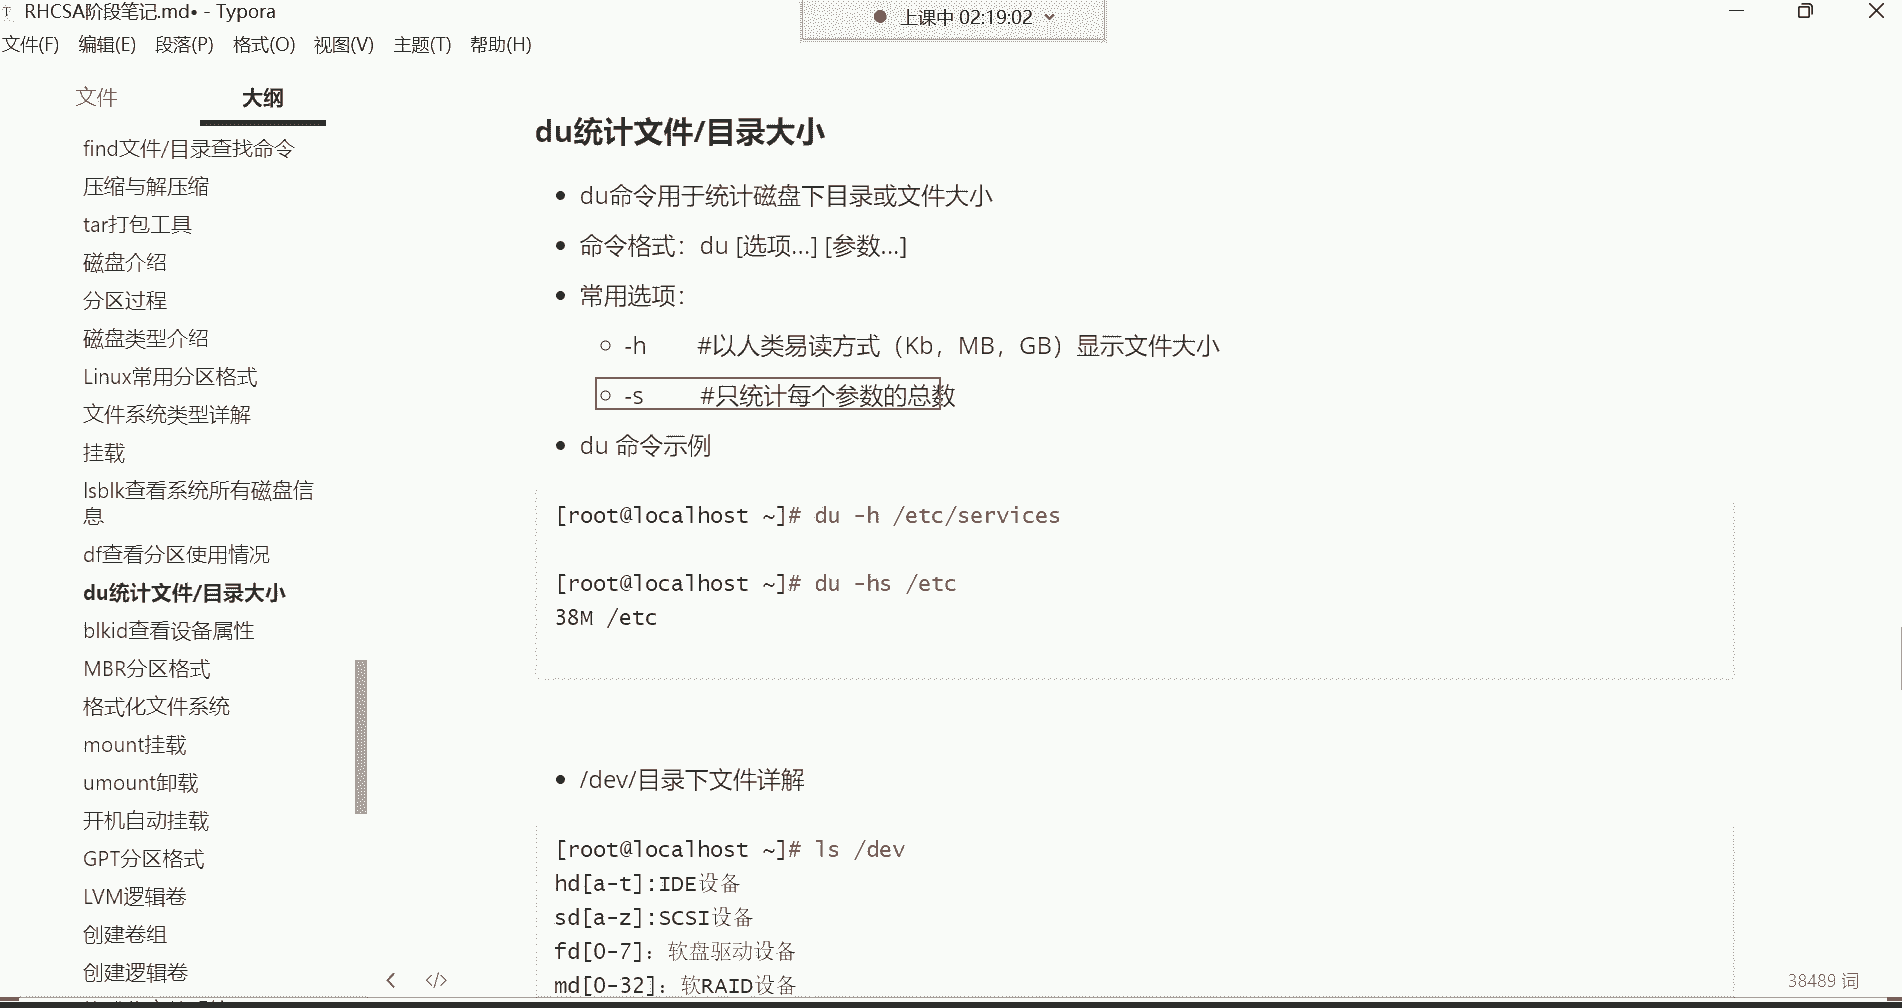 RHCSA阶段笔记.md• - Typora
上课中 02:19:02
文件(F) 编辑(E) 段落(P) 格式(O) 视图(V) 主题(T) 帮助(H)
文件 大纲
find文件/目录查找命令
压缩与解压缩
tar打包工具
磁盘介绍
分区过程
磁盘类型介绍
Linux常用分区格式
文件系统类型详解
挂载
lsblk查看系统所有磁盘信
息
df查看分区使用情况
du统计文件/目录大小
blkid查看设备属性
MBR分区格式
格式化文件系统
mount挂载
umount卸载
开机自动挂载
GPT分区格式
LVM逻辑卷
创建卷组
创建逻辑卷
du统计文件/目录大小
du命令用于统计磁盘下目录或文件大小
命令格式：du [选项...] [参数...]
常用选项：
-h #以人类易读方式（Kb，MB，GB）显示文件大小
-s #只统计每个参数的总数
du 命令示例
[root@localhost ~]# du -h /etc/services
[root@localhost ~]# du -hs /etc
38M /etc
/dev/目录下文件详解
[root@localhost ~]# ls /dev
hd[a-t]:IDE设备
sd[a-z]:SCSI设备
fd[0-7]：软盘驱动设备
md[0-32]：软RAID设备
38489 词